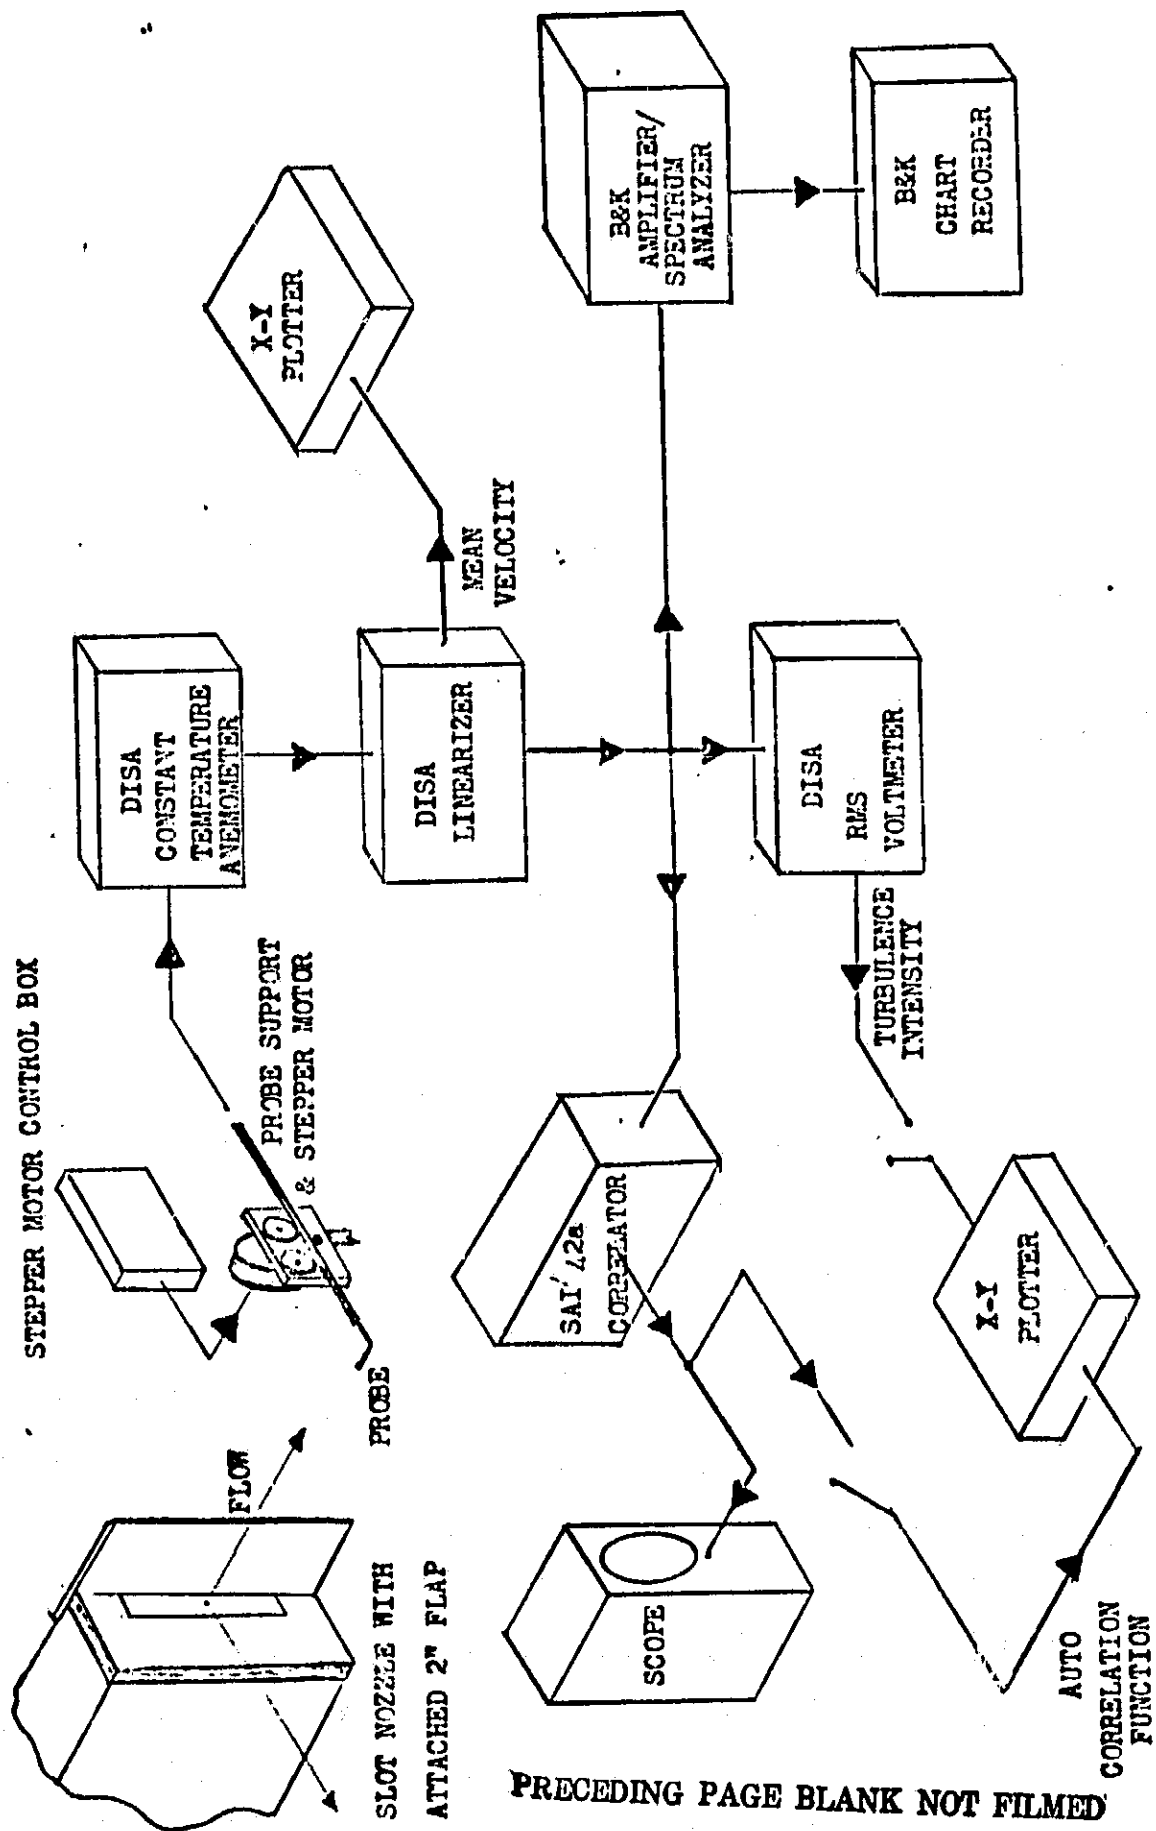 STEPPER MOTOR CONTROL BOX
SLOT NOZZLE WITH
ATTACHED 2" FLAP
FLOW
PROBE
PROBE SUPPORT
& STEPPER MOTOR
DISA
CONSTANT
TEMPERATURE
ANEMOMETER
DISA
LINEARIZER
MEAN
VELOCITY
X-Y
PLOTTER
SCOPE
SAI 42a
CORRELATOR
B&K
AMPLIFIER/
SPECTRUM
ANALYZER
B&K
CHART
RECORDER
DISA
RMS
VOLTMETER
TURBULENCE
INTENSITY
X-Y
PLOTTER
AUTO
CORRELATION
FUNCTION
PRECEDING PAGE BLANK NOT FILMED